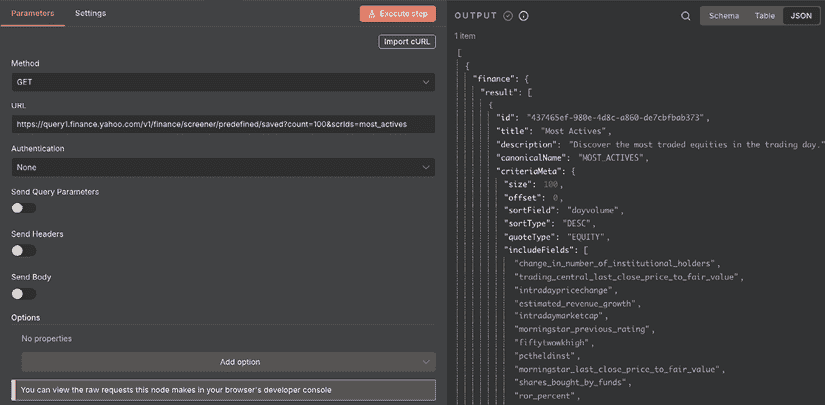 Parameters
Settings
Execute step
Import cURL
Method
GET
URL
https://query1.finance.yahoo.com/v1/finance/screener/predefined/saved?count=100&scrIds=most_actives
Authentication
None
Send Query Parameters
Send Headers
Send Body
Options
No properties
Add option
You can view the raw requests this node makes in your browser's developer console
OUTPUT
Schema
Table
JSON
1 item
[
{
"finance": {
"result": [
{
"id": "437465ef-980e-4d8c-a860-de7cbfbab373",
"title": "Most Actives",
"description": "Discover the most traded equities in the trading day."
"canonicalName": "MOST_ACTIVES",
"criteriaMeta": {
"size": 100,
"offset": 0,
"sortField": "dayvolume",
"sortType": "DESC",
"quoteType": "EQUITY",
"includeFields": [
"change_in_number_of_institutional_holders",
"trading_central_last_close_price_to_fair_value",
"intradaypricechange",
"estimated_revenue_growth",
"intradaymarketcap",
"morningstar_previous_rating",
"fiftytwowkhigh",
"pctheldinst",
"morningstar_last_close_price_to_fair_value",
"shares_bought_by_funds",
"ror_percent",